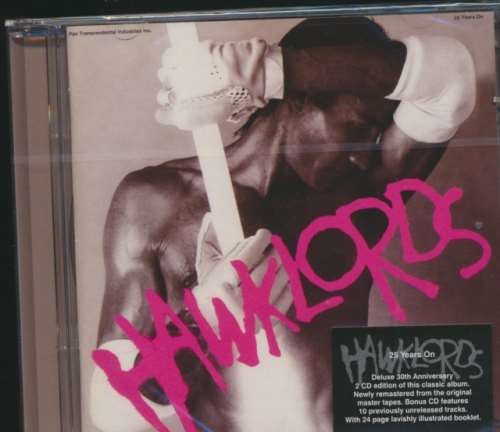 Pan Transcendental Industries Inc.
25 Years On
HAWKLORDS
25 Years On
HAWKLORDS
Deluxe 30th Anniversary
2 CD edition of this classic album.
Newly remastered from the original
master tapes. Bonus CD features
10 previously unreleased tracks.
With 24 page lavishly illustrated booklet.